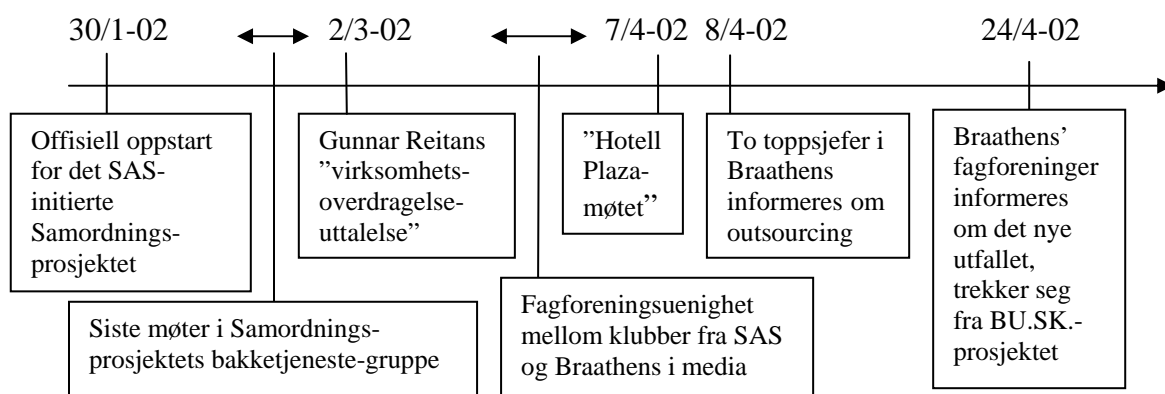 30/1-02
2/3-02
7/4-02
8/4-02
24/4-02
Offisiell oppstart
for det SAS-
initierte
Samordnings-
prosjektet
Gunnar Reitans
”virksomhets-
overdragelse-
uttalelse”
”Hotell
Plaza-
møtet”
To toppsjefer i
Braathens
informeres om
outsourcing
Braathens’
fagforeninger
informeres
om det nye
utfallet,
trekker seg
fra BU.SK.-
prosjektet
Siste møter i Samordnings-
prosjektets bakketjeneste-gruppe
Fagforeningsuenighet
mellom klubber fra SAS
og Braathens i media